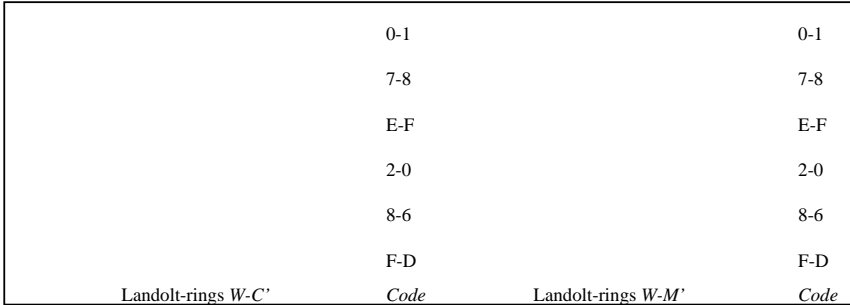 0-1 0-1
7-8 7-8
E-F E-F
2-0 2-0
8-6 8-6
F-D F-D
Landolt-rings W-C’ Code Landolt-rings W-M’ Code